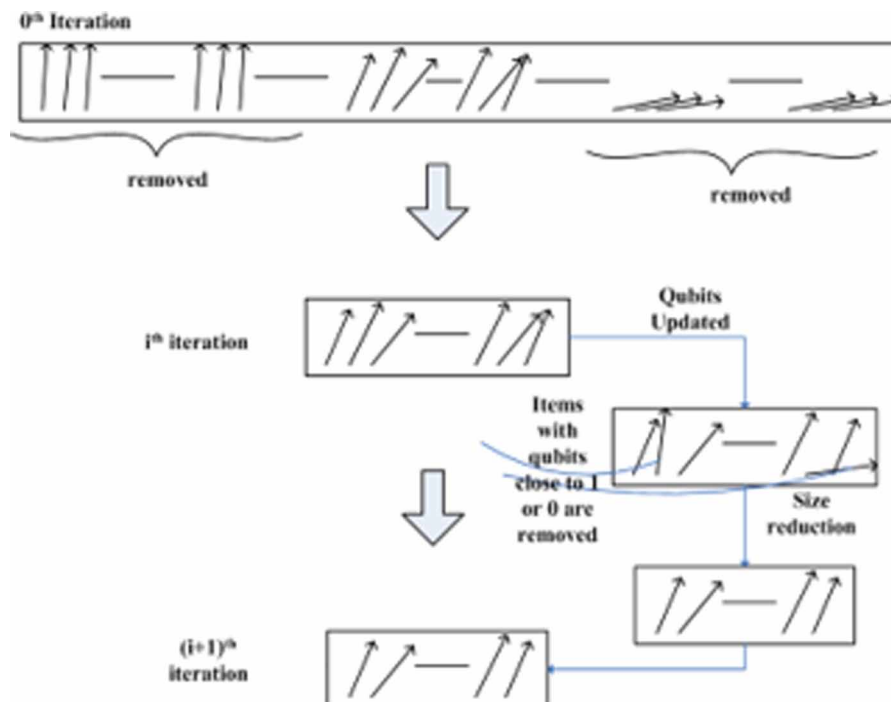 0th Iteration
removed
removed
ith iteration
Qubits
Updated
Items
with
qubits
close to 1
or 0 are
removed
Size
reduction
(i+1)th
iteration